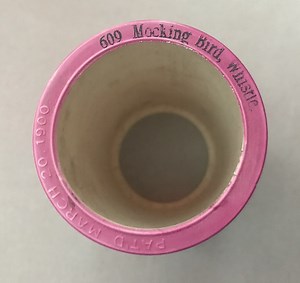 609 Mocking Bird, Whistle
PAT'D MARCH 20 1900